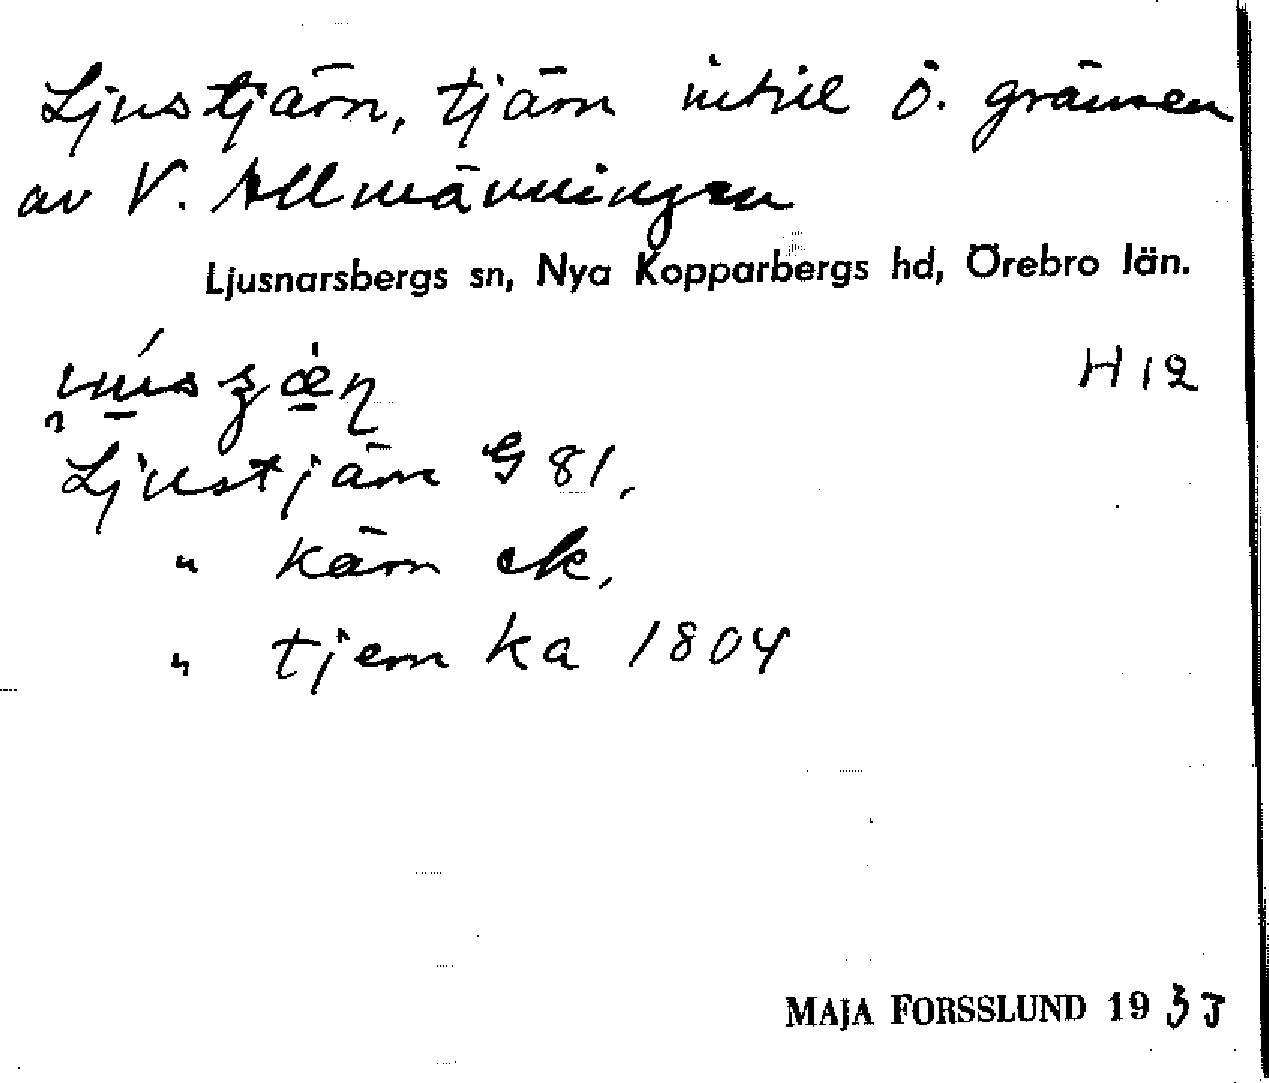 Ljustjärn, tjärn intill ö. gränsen
av V. Allmänningen
Ljusnarsbergs sn, Nya Kopparbergs hd, Örebro län.
H 12
Ljustjärn G 81,
" kärn ek,
" tjern ka 1804
MAJA FORSSLUND 1935